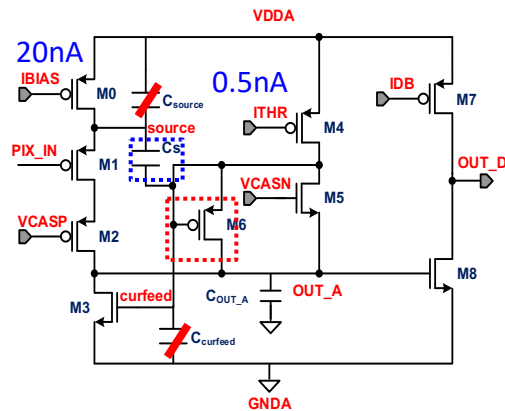 VDDA
20nA
0.5nA
IBIAS
M0
Csource
source
ITHR
M4
IDB
M7
PIX_IN
M1
Cs
OUT_D
VCASN
M5
VCASP
M2
M6
M3
curfeed
COUT_A
OUT_A
M8
Ccurfeed
GNDA